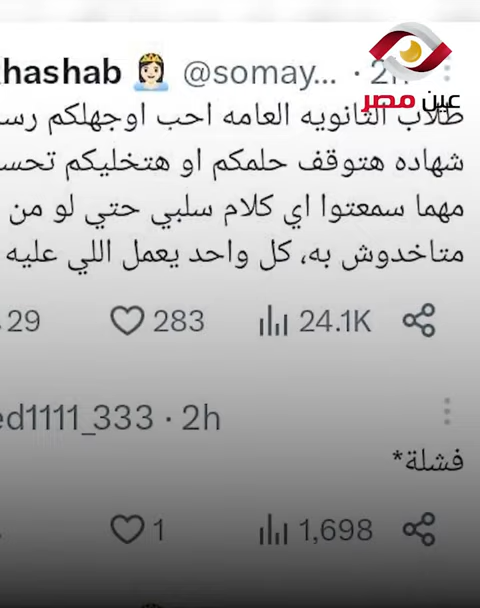 hashab 👸🏻 @somay... · 2h
عين مصر
طلاب الثانويه العامه احب اوجهلكم
شهاده هتوقف حلمكم او هتخليكم
مهما سمعتوا اي كلام سلبي حتي لو من
متاخدوش به، كل واحد يعمل اللي عليه
29 283 24.1K
ed1111_333 · 2h
فشلة*
1 1,698